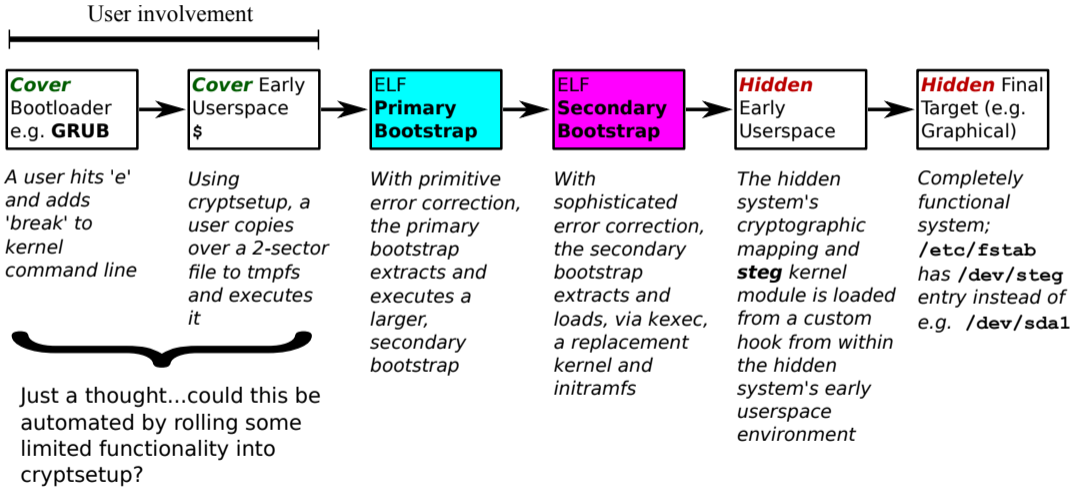 User involvement
Cover
Bootloader
e.g. GRUB
Cover Early
Userspace
$
ELF
Primary
Bootstrap
ELF
Secondary
Bootstrap
Hidden
Early
Userspace
Hidden Final
Target (e.g.
Graphical)
A user hits 'e'
and adds
'break' to
kernel
command line
Using
cryptsetup, a
user copies
over a 2-sector
file to tmpfs
and executes
it
With primitive
error correction,
the primary
bootstrap
extracts and
executes a
larger,
secondary
bootstrap
With
sophisticated
error correction,
the secondary
bootstrap
extracts and
loads, via kexec,
a replacement
kernel and
initramfs
The hidden
system's
cryptographic
mapping and
steg kernel
module is loaded
from a custom
hook from within
the hidden
system's early
userspace
environment
Completely
functional
system;
/etc/fstab
has /dev/steg
entry instead of
e.g. /dev/sda1
Just a thought...could this be
automated by rolling some
limited functionality into
cryptsetup?